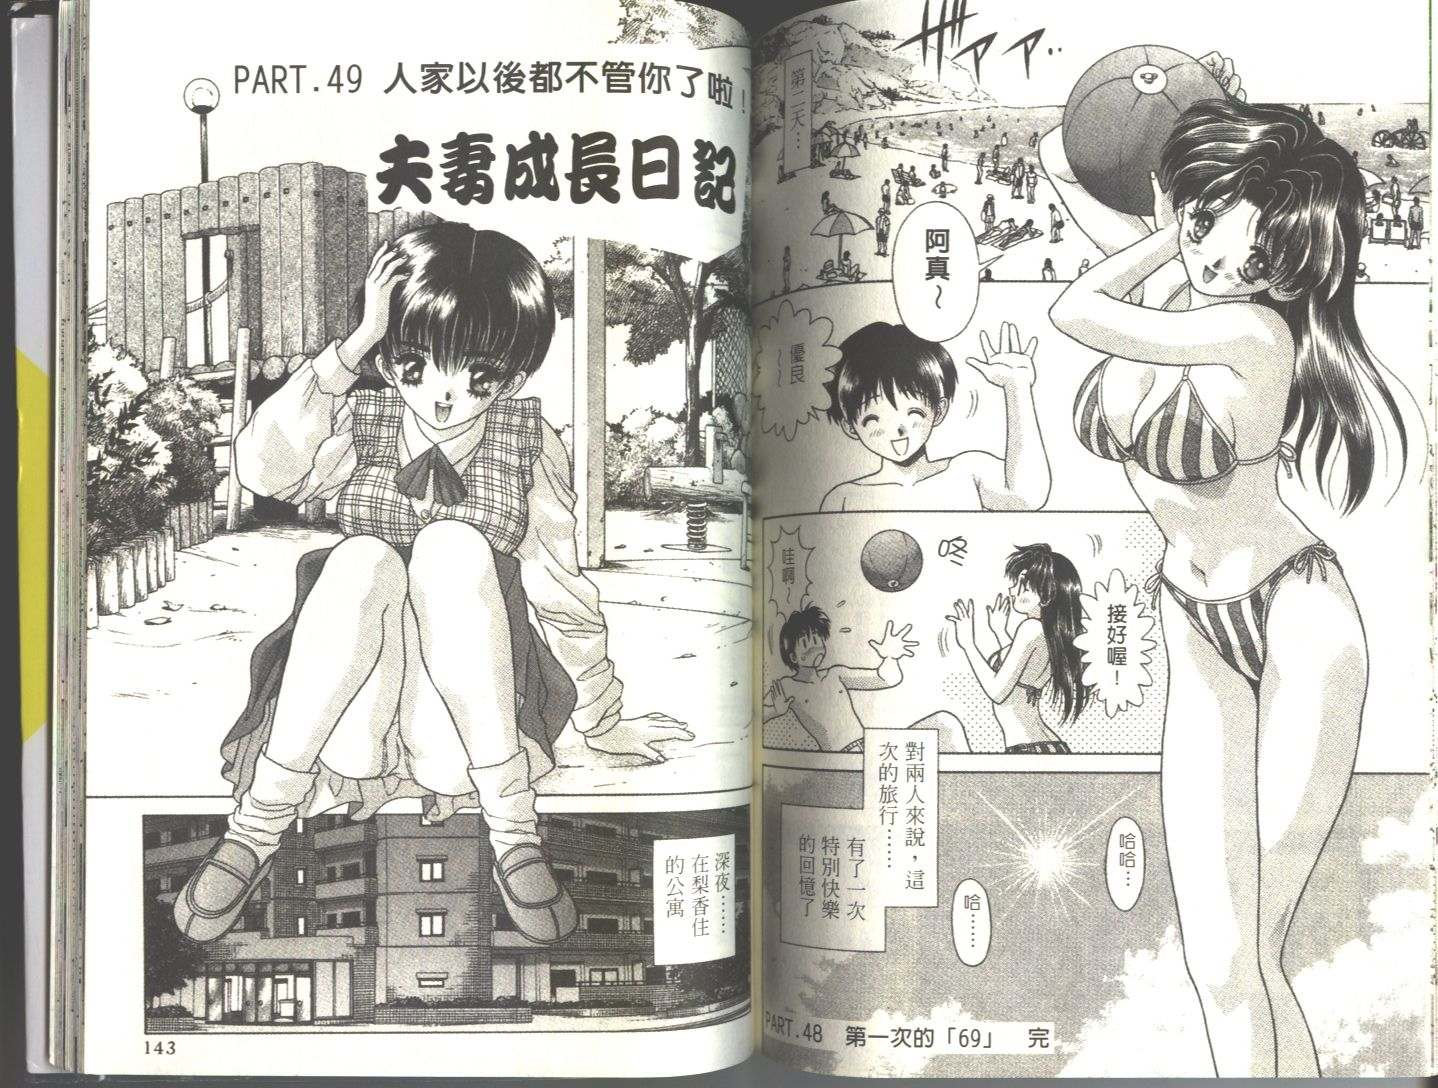 ザァァ..
第二天…
阿真～
優良～～
咚
接好喔！
哇啊～
對兩人來說，這
次的旅行……
有了一次
特別快樂
的回憶了
哈哈…
哈……
PART.48 第一次的「69」 完
PART.49 人家以後都不管你了啦！
夫妻成長日記
深夜……
在梨香住
的公寓
143